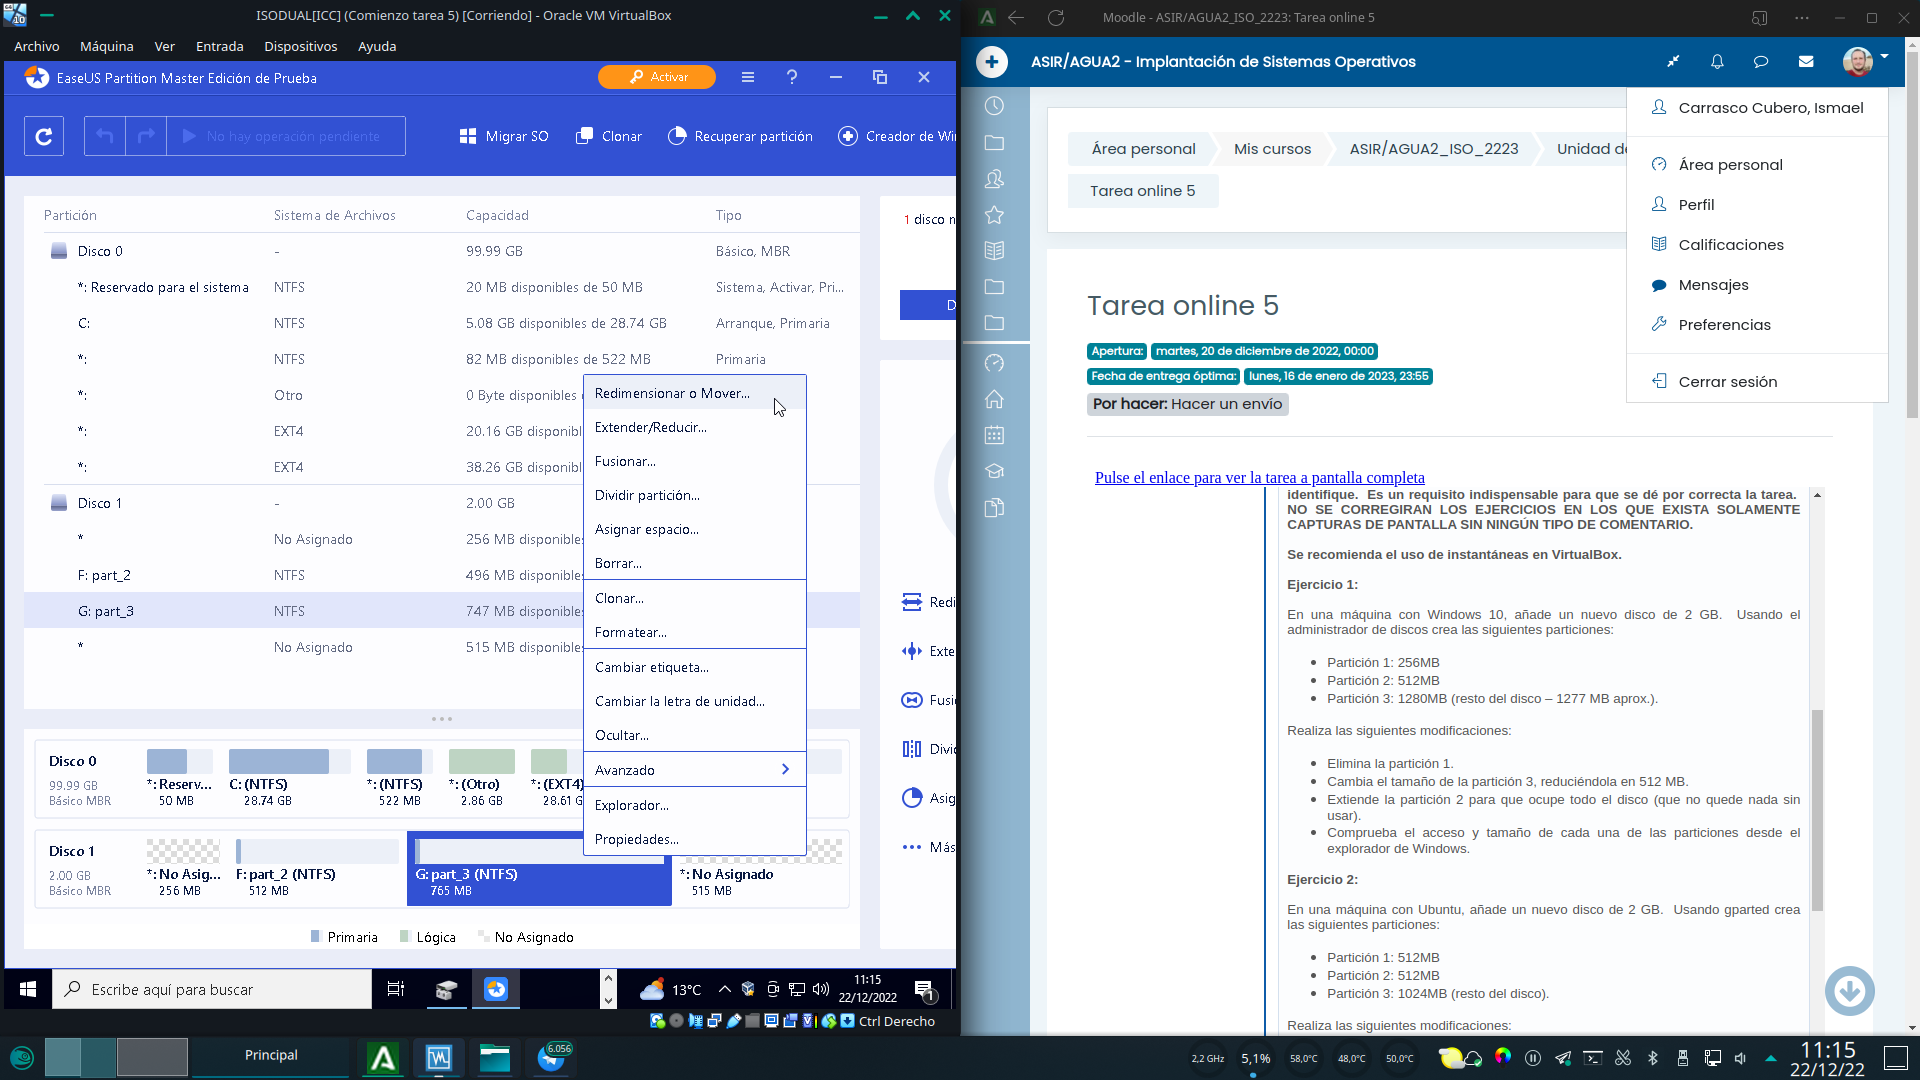 ISODUAL[ICC] (Comienzo tarea 5) [Corriendo] - Oracle VM VirtualBox
Archivo Máquina Ver Entrada Dispositivos Ayuda
EaseUS Partition Master Edición de Prueba
Activar
No hay operación pendiente
Migrar SO
Clonar
Recuperar partición
Creador de Wi
Partición Sistema de Archivos Capacidad Tipo
Disco 0 - 99.99 GB Básico, MBR
*: Reservado para el sistema NTFS 20 MB disponibles de 50 MB Sistema, Activar, Pri...
C: NTFS 5.08 GB disponibles de 28.74 GB Arranque, Primaria
*: NTFS 82 MB disponibles de 522 MB Primaria
*: Otro 0 Byte disponibles
*: EXT4 20.16 GB disponibl
*: EXT4 38.26 GB disponibl
Disco 1 - 2.00 GB
* No Asignado 256 MB disponible
F: part_2 NTFS 496 MB disponible
G: part_3 NTFS 747 MB disponible
* No Asignado 515 MB disponible
Redimensionar o Mover...
Extender/Reducir...
Fusionar...
Dividir partición...
Asignar espacio...
Borrar...
Clonar...
Formatear...
Cambiar etiqueta...
Cambiar la letra de unidad...
Ocultar...
Avanzado
Explorador...
Propiedades...
1 disco n
D
Redi
Exte
Fusi
Divi
Asig
Más
Disco 0
99.99 GB
Básico MBR
*: Reserv...
50 MB
C: (NTFS)
28.74 GB
*: (NTFS)
522 MB
*: (Otro)
2.86 GB
*: (EXT4)
28.61 G
Disco 1
2.00 GB
Básico MBR
*: No Asig...
256 MB
F: part_2 (NTFS)
512 MB
G: part_3 (NTFS)
765 MB
*: No Asignado
515 MB
Primaria Lógica No Asignado
Escribe aquí para buscar
13°C
11:15
22/12/2022
1
Ctrl Derecho
Moodle - ASIR/AGUA2_ISO_2223: Tarea online 5
ASIR/AGUA2 - Implantación de Sistemas Operativos
Carrasco Cubero, Ismael
Área personal
Perfil
Calificaciones
Mensajes
Preferencias
Cerrar sesión
Área personal Mis cursos ASIR/AGUA2_ISO_2223 Unidad de
Tarea online 5
Tarea online 5
Apertura: martes, 20 de diciembre de 2022, 00:00
Fecha de entrega óptima: lunes, 16 de enero de 2023, 23:55
Por hacer: Hacer un envío
Pulse el enlace para ver la tarea a pantalla completa
identifique. Es un requisito indispensable para que se dé por correcta la tarea.
NO SE CORREGIRAN LOS EJERCICIOS EN LOS QUE EXISTA SOLAMENTE
CAPTURAS DE PANTALLA SIN NINGÚN TIPO DE COMENTARIO.
Se recomienda el uso de instantáneas en VirtualBox.
Ejercicio 1:
En una máquina con Windows 10, añade un nuevo disco de 2 GB. Usando el
administrador de discos crea las siguientes particiones:
• Partición 1: 256MB
• Partición 2: 512MB
• Partición 3: 1280MB (resto del disco – 1277 MB aprox.).
Realiza las siguientes modificaciones:
• Elimina la partición 1.
• Cambia el tamaño de la partición 3, reduciéndola en 512 MB.
• Extiende la partición 2 para que ocupe todo el disco (que no quede nada sin
usar).
• Comprueba el acceso y tamaño de cada una de las particiones desde el
explorador de Windows.
Ejercicio 2:
En una máquina con Ubuntu, añade un nuevo disco de 2 GB. Usando gparted crea
las siguientes particiones:
• Partición 1: 512MB
• Partición 2: 512MB
• Partición 3: 1024MB (resto del disco).
Realiza las siguientes modificaciones:
Principal
6.056
2,2 GHz
5,1%
58,0°C
48,0°C
50,0°C
11:15
22/12/22